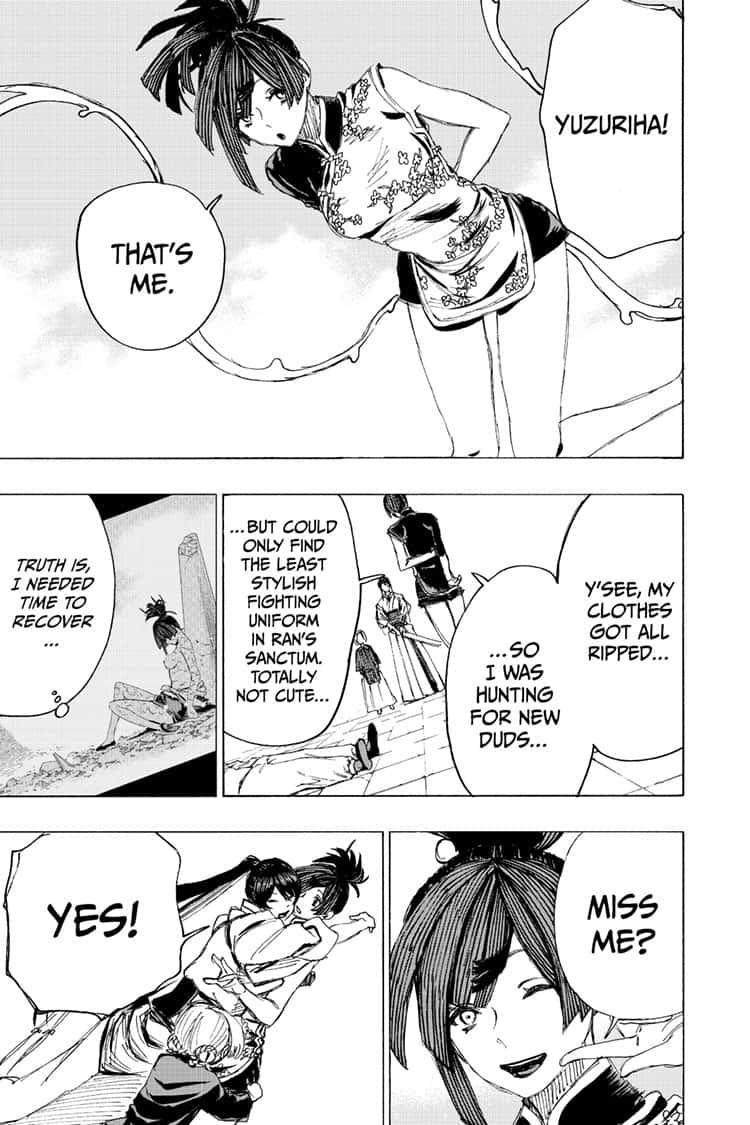 YUZURIHA!
THAT'S
ME.
Y'SEE, MY
CLOTHES
GOT ALL
RIPPED...
...SO
I WAS
HUNTING
FOR NEW
DUDS...
...BUT COULD
ONLY FIND
THE LEAST
STYLISH
FIGHTING
UNIFORM
IN RAN'S
SANCTUM.
TOTALLY
NOT CUTE...
TRUTH IS,
I NEEDED
TIME TO
RECOVER
...
MISS
ME?
YES!